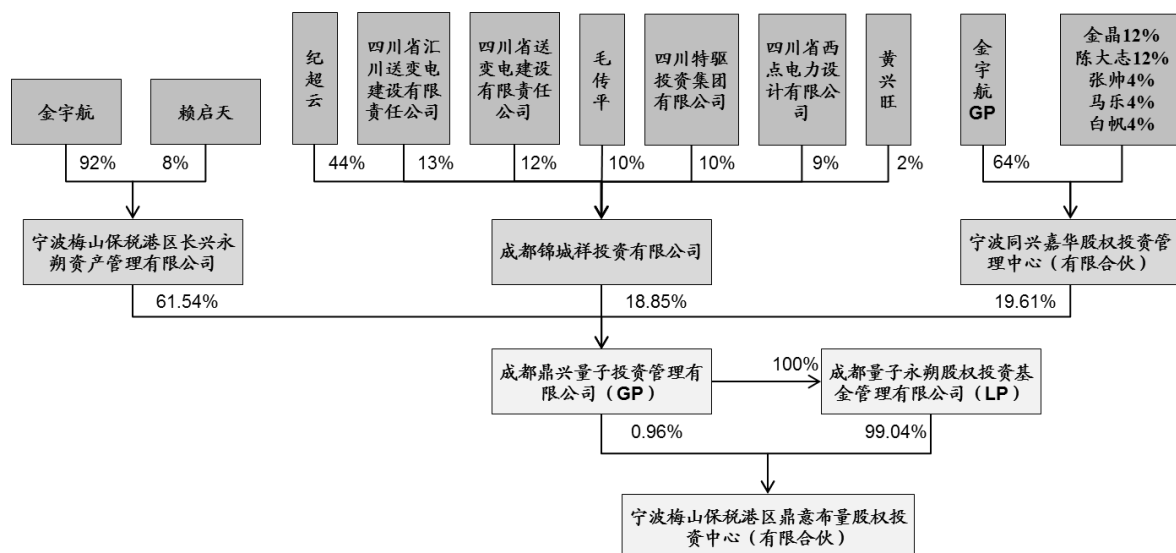 金宇航
赖启天
纪超云
四川省汇
川送变电
建设有限
责任公司
四川省送
变电建设
有限责任
公司
毛传平
四川特驱
投资集团
有限公司
四川省西
点电力设
计有限公
司
黄兴旺
金宇航
GP
金晶12%
陈大志12%
张帅4%
马乐4%
白帆4%
92%
8%
44%
13%
12%
10%
10%
9%
2%
64%
宁波梅山保税港区长兴永
朔资产管理有限公司
成都锦城祥投资有限公司
宁波同兴嘉华股权投资管
理中心（有限合伙）
61.54%
18.85%
19.61%
成都鼎兴量子投资管理有
限公司（GP）
100%
成都量子永朔股权投资基
金管理有限公司（LP）
0.96%
99.04%
宁波梅山保税港区鼎意布量股权投
资中心（有限合伙）